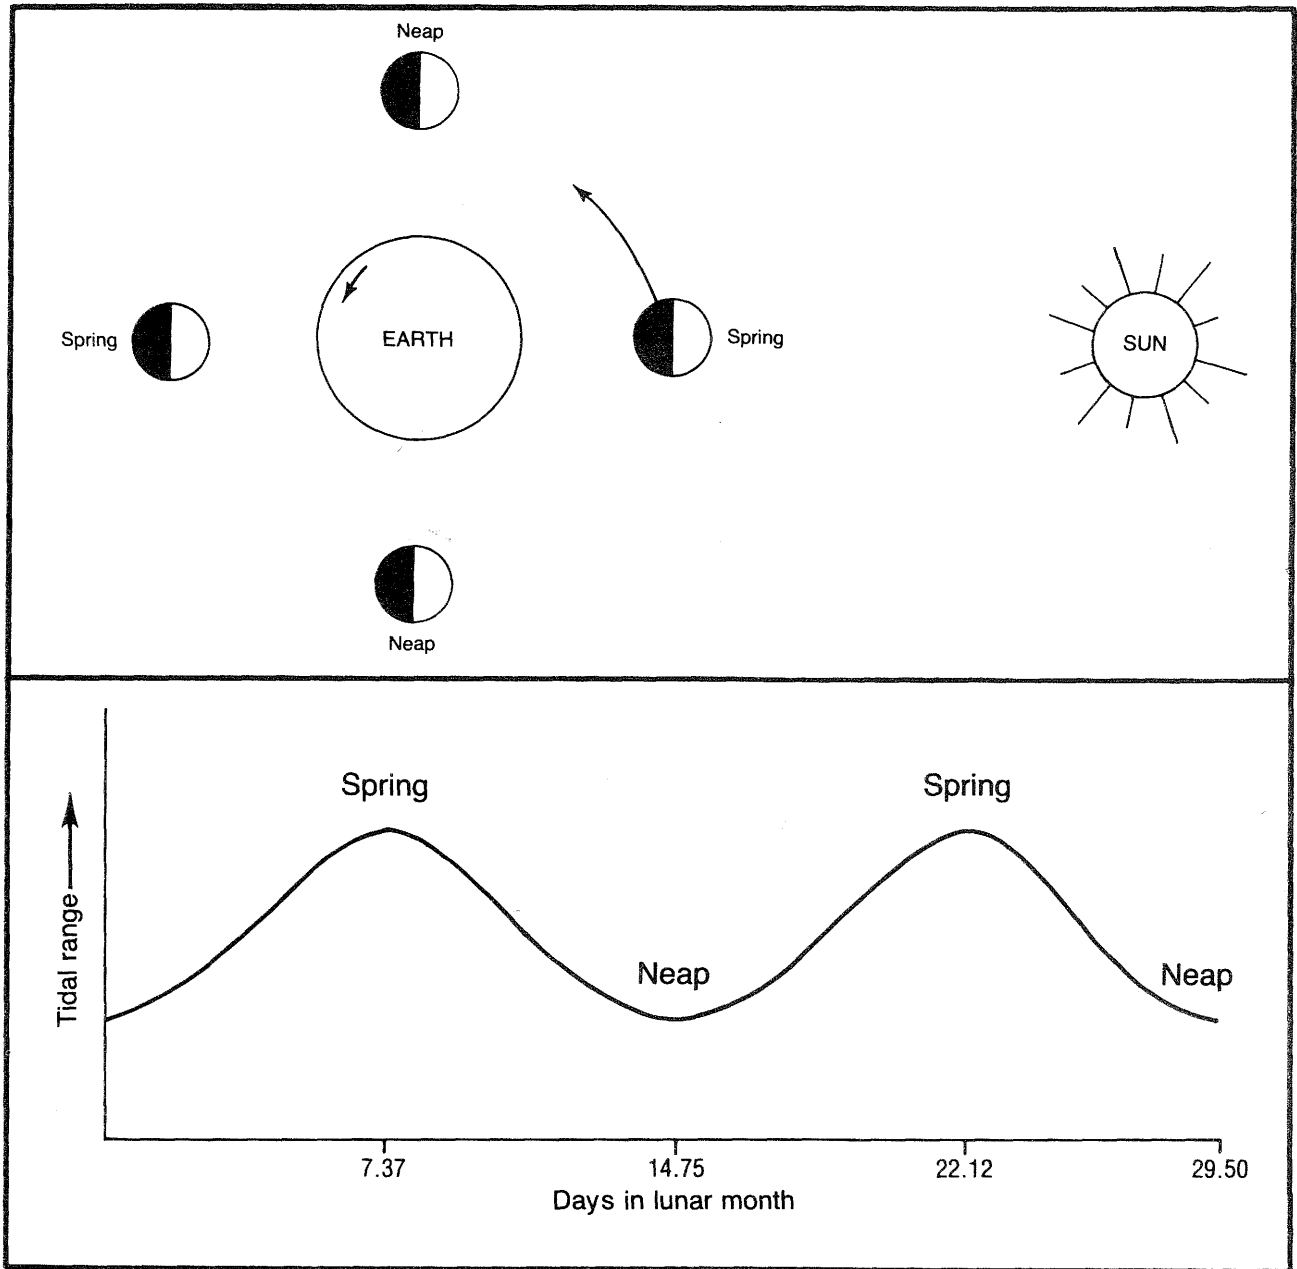 Neap
Spring
EARTH
Spring
SUN
Neap
Spring
Spring
Neap
Neap
Tidal range
7.37
14.75
22.12
29.50
Days in lunar month